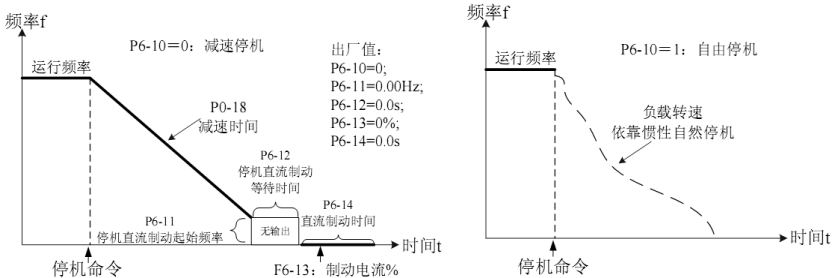 频率f
P6-10＝0：减速停机
运行频率
P0-18
减速时间
出厂值：
P6-10=0;
P6-11=0.00Hz;
P6-12=0.0s;
P6-13=0%;
P6-14=0.0s
P6-12
停机直流制动
等待时间
P6-14
直流制动时间
P6-11
停机直流制动起始频率
无输出
时间t
停机命令
F6-13：制动电流%
频率f
P6-10＝1：自由停机
运行频率
负载转速
依靠惯性自然停机
时间t
停机命令